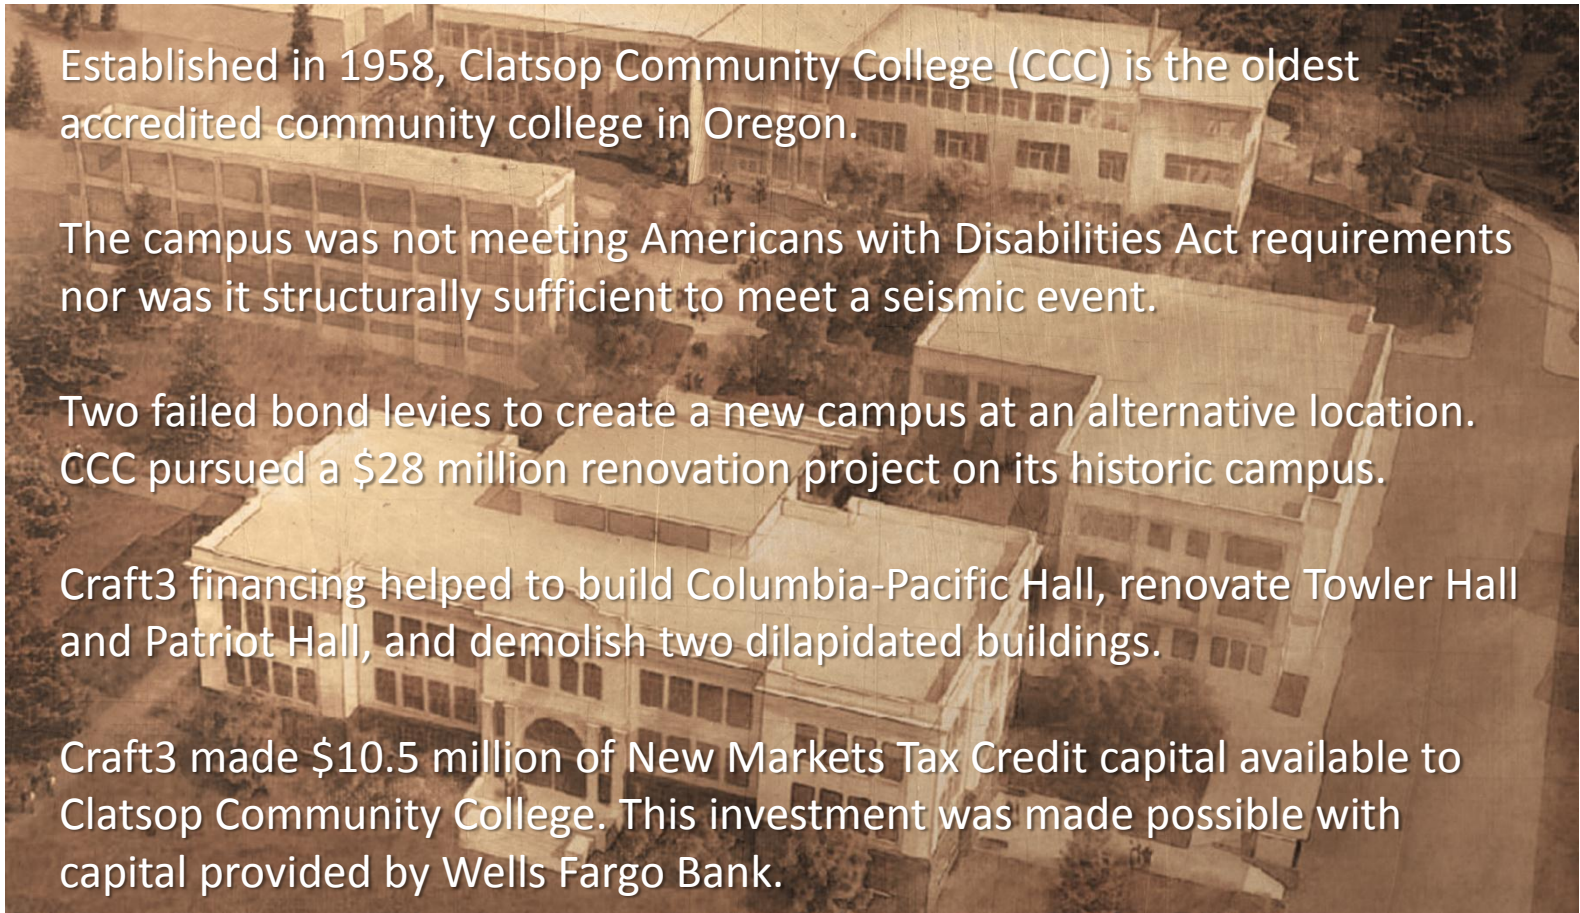 Established in 1958, Clatsop Community College (CCC) is the oldest
accredited community college in Oregon.
The campus was not meeting Americans with Disabilities Act requirements
nor was it structurally sufficient to meet a seismic event.
Two failed bond levies to create a new campus at an alternative location.
CCC pursued a $28 million renovation project on its historic campus.
Craft3 financing helped to build Columbia-Pacific Hall, renovate Towler Hall
and Patriot Hall, and demolish two dilapidated buildings.
Craft3 made $10.5 million of New Markets Tax Credit capital available to
Clatsop Community College. This investment was made possible with
capital provided by Wells Fargo Bank.